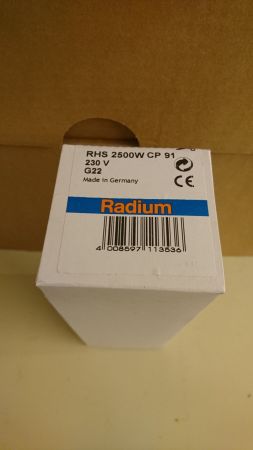 RHS 2500W CP 91
230 V
G22
Made in Germany
CE
Radium
4 008597 113536